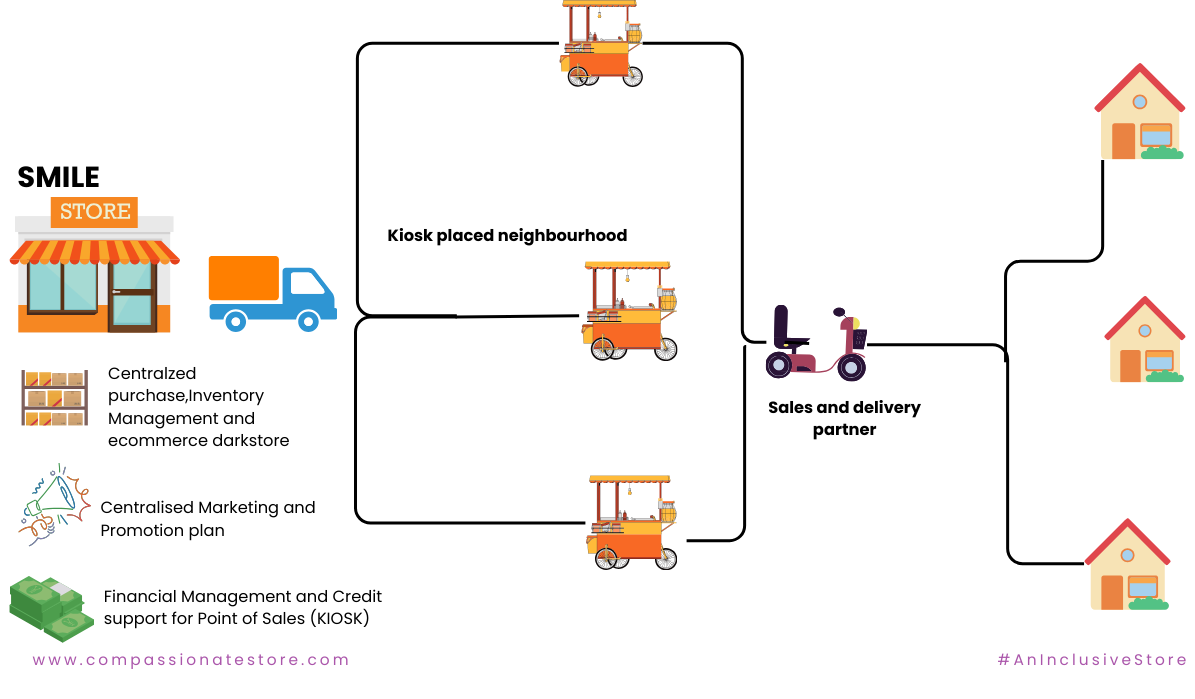 SMILE
STORE
Kiosk placed neighbourhood
Centralzed
purchase,Inventory
Management and
ecommerce darkstore
Sales and delivery
partner
Centralised Marketing and
Promotion plan
Financial Management and Credit
support for Point of Sales (KIOSK)
www.compassionatestore.com
#AnInclusiveStore